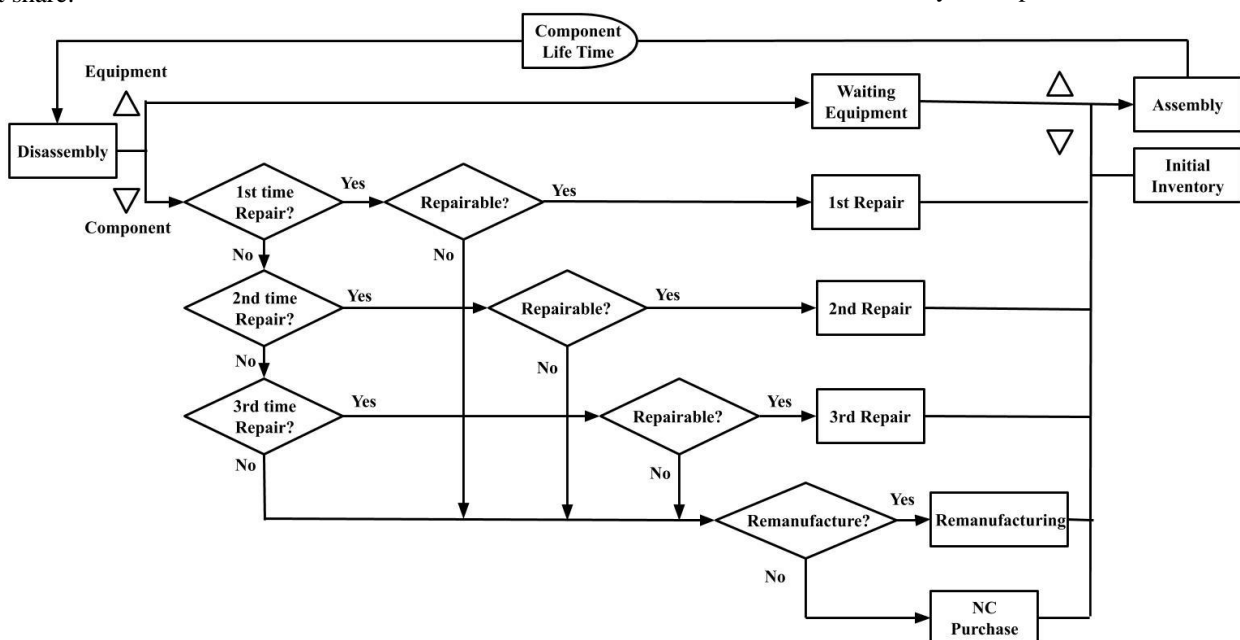 Component
Life Time
Equipment
Waiting
Equipment
Assembly
Disassembly
Initial
Inventory
Component
1st time
Repair?
Yes
Repairable?
Yes
1st Repair
No
No
2nd time
Repair?
Yes
Repairable?
Yes
2nd Repair
No
No
3rd time
Repair?
Yes
Repairable?
Yes
3rd Repair
No
No
Remanufacture?
Yes
Remanufacturing
No
NC
Purchase